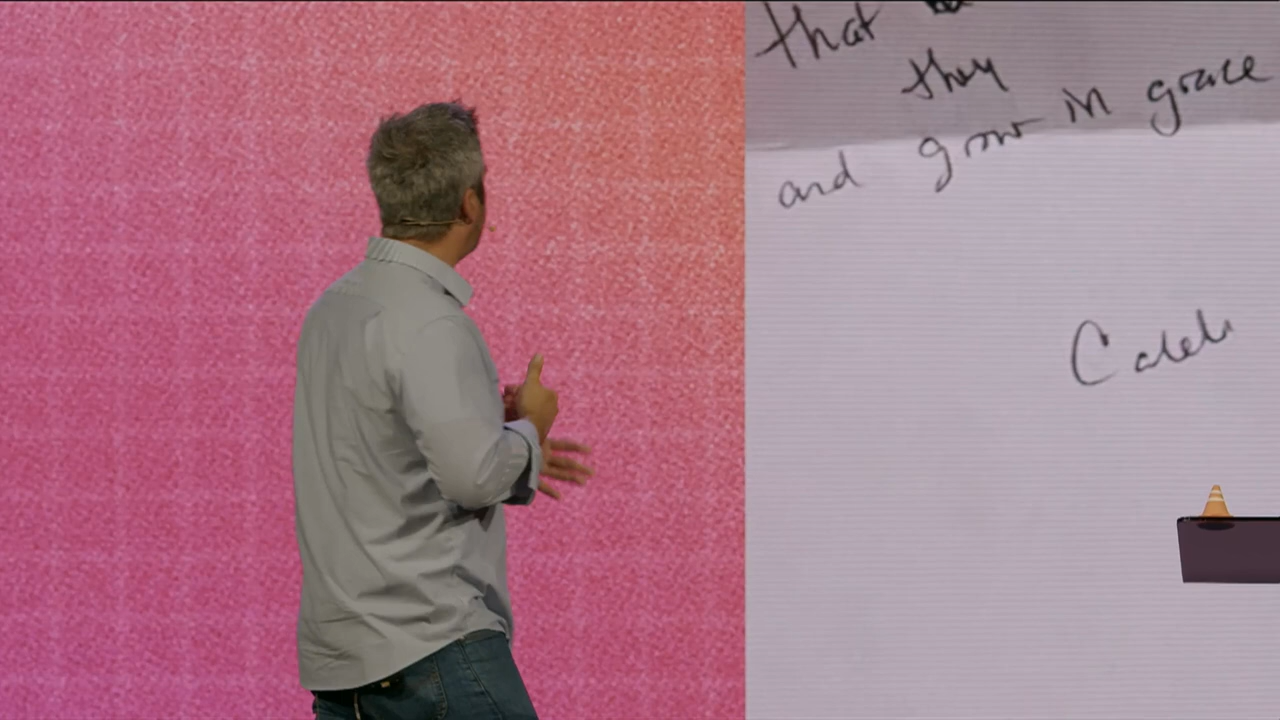 that
they
and grow in grace
Caleb